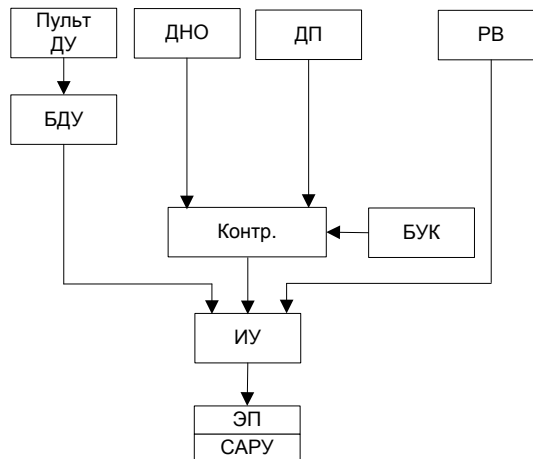 Пульт
ДУ
ДНО
ДП
РВ
БДУ
Контр.
БУК
ИУ
ЭП
САРУ